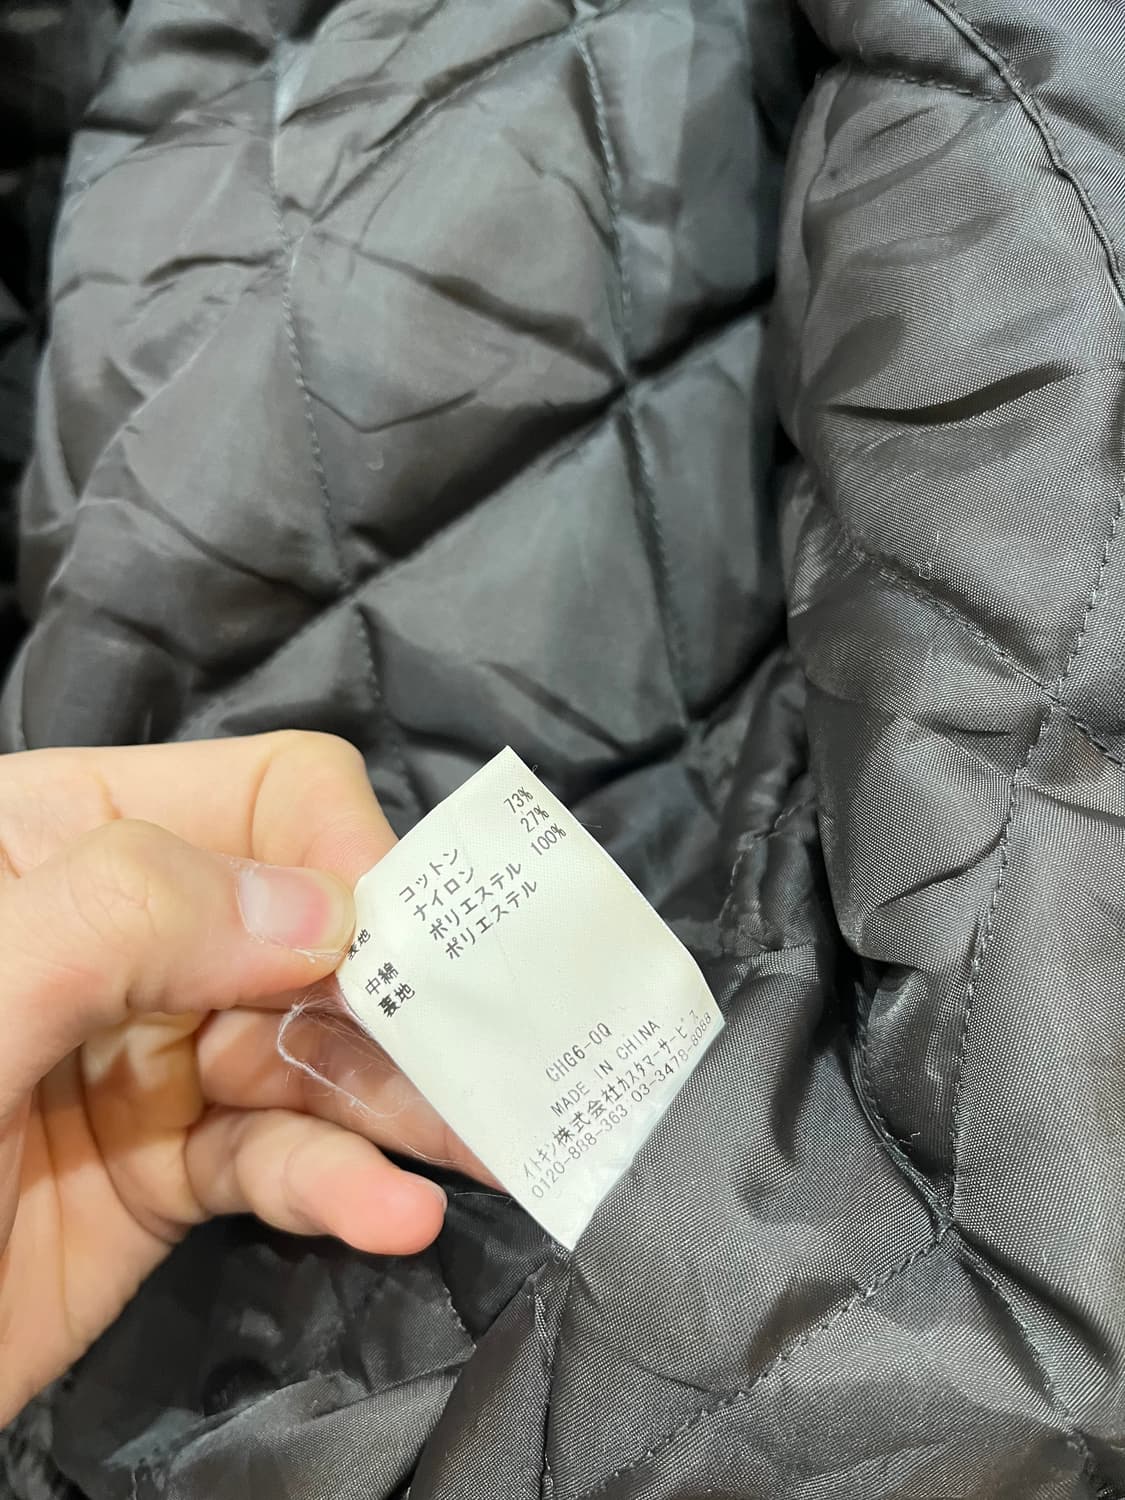 表地 コットン 73%
ナイロン 27%
中綿 ポリエステル 100%
裏地 ポリエステル
CHG6-0Q
MADE IN CHINA
イトキン株式会社カスタマーサービス
0120-888-363 03-3478-8088